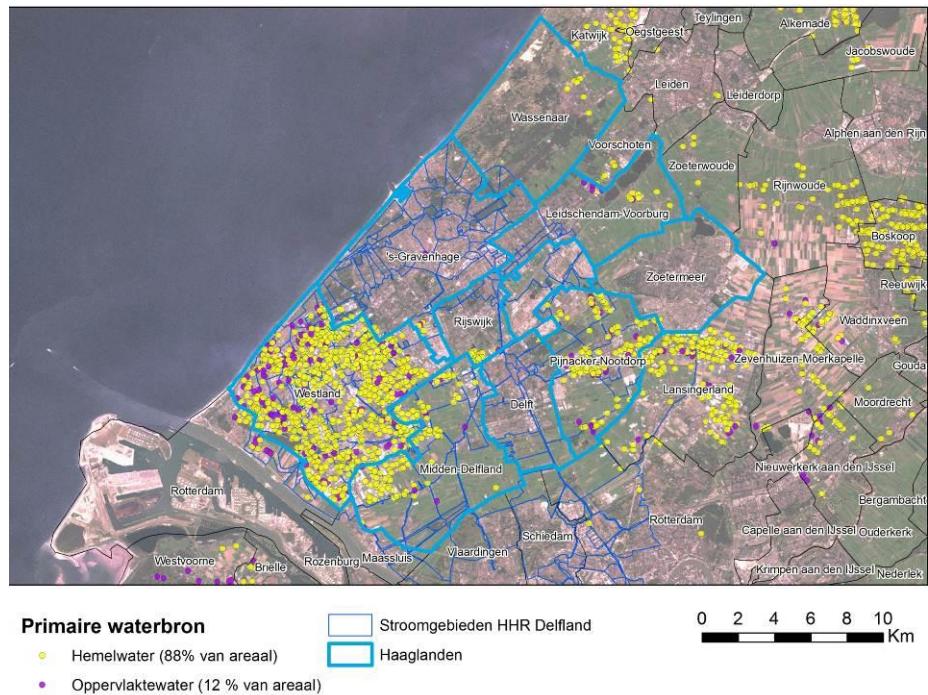 Teylingen
Alkemade
Katwijk
Oegstgeest
Jacobswoude
Leiden
Leiderdorp
Wassenaar
Alphen aan den Rijn
Voorschoten
Zoeterwoude
Rijnwoude
Leidschendam-Voorburg
Boskoop
's-Gravenhage
Zoetermeer
Reeuwijk
Rijswijk
Waddinxveen
Pijnacker-Nootdorp
Zevenhuizen-Moerkapelle
Gouda
Westland
Lansingerland
Delft
Moordrecht
Midden-Delfland
Nieuwerkerk aan den IJssel
Rotterdam
Rotterdam
Bergambacht
Schiedam
Capelle aan den IJssel
Ouderkerk
Westvoorne
Brielle
Rozenburg
Maassluis
Vlaardingen
Krimpen aan den IJssel
Nederlek
Primaire waterbron
Hemelwater (88% van areaal)
Oppervlaktewater (12 % van areaal)
Stroomgebieden HHR Delfland
Haaglanden
0 2 4 6 8 10
Km